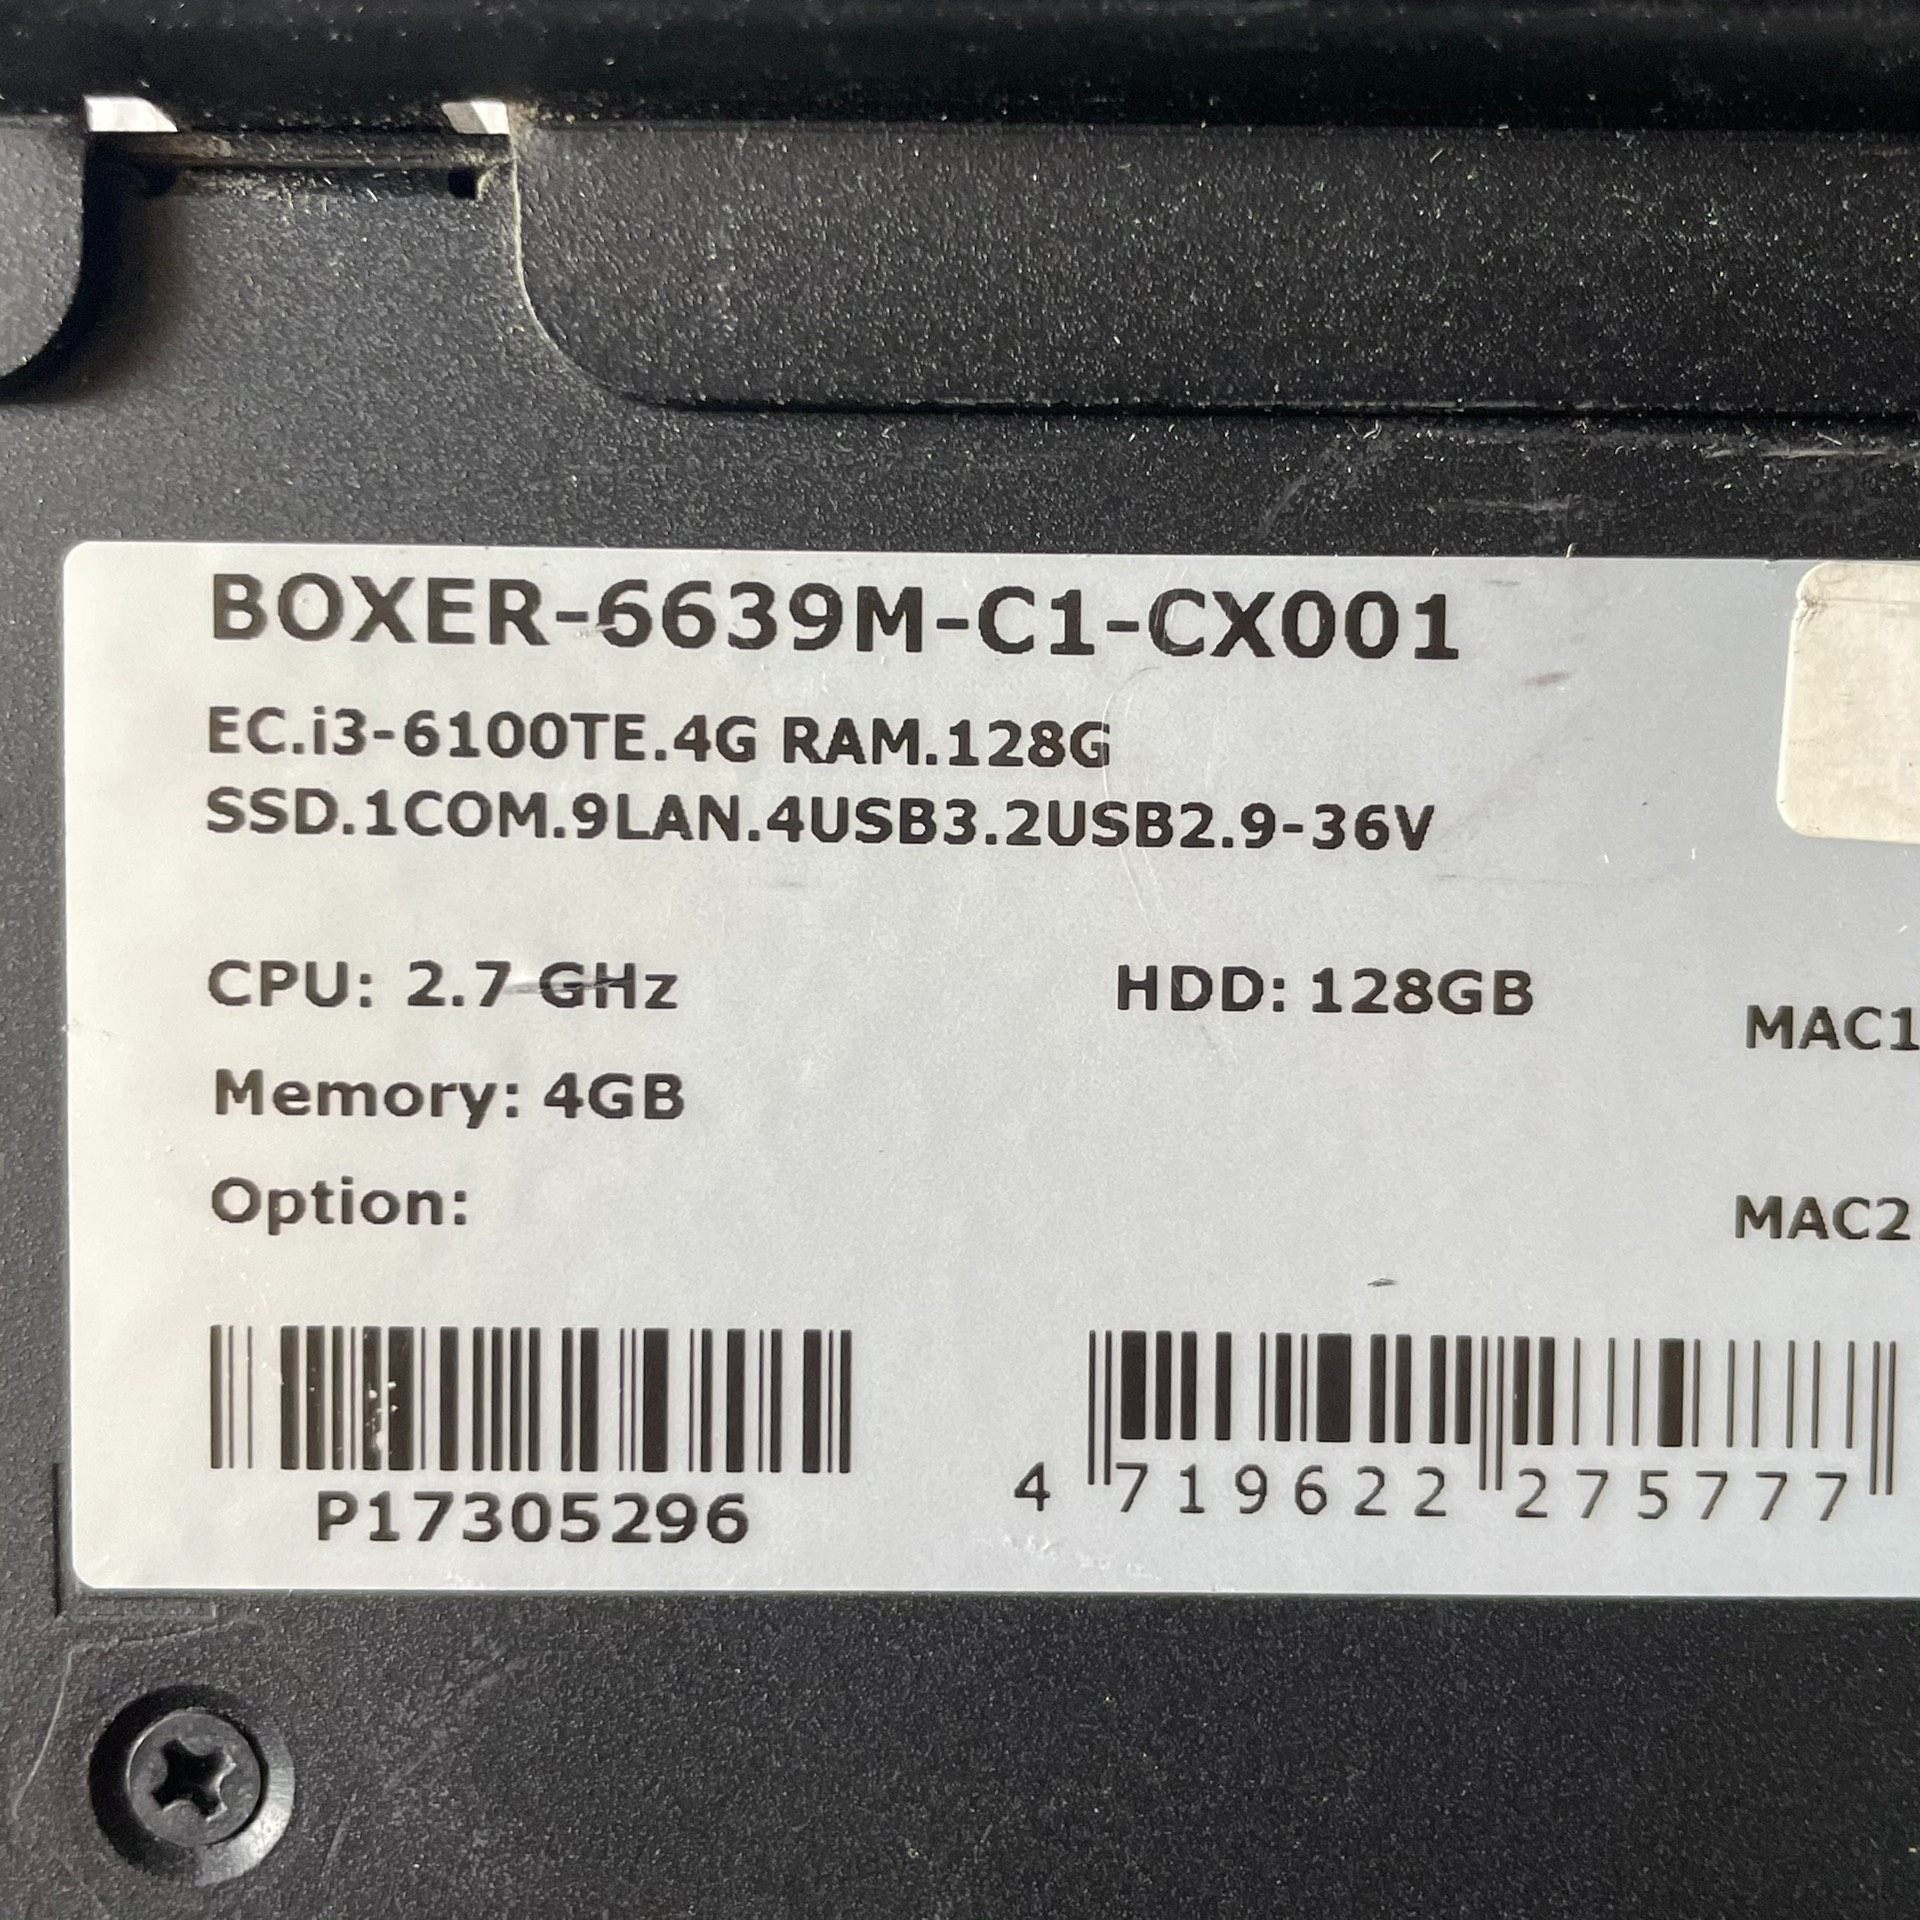 BOXER-6639M-C1-CX001
EC.i3-6100TE.4G RAM.128G
SSD.1COM.9LAN.4USB3.2USB2.9-36V
CPU: 2.7 GHz
HDD: 128GB
MAC1
Memory: 4GB
Option:
MAC2
P17305296
4 719622 275777